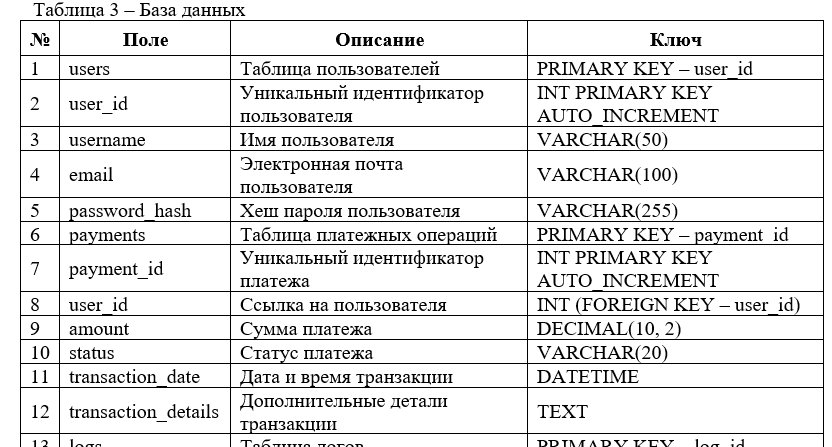 Таблица 3 – База данных
№ Поле Описание Ключ
1 users Таблица пользователей PRIMARY KEY – user_id
2 user_id Уникальный идентификатор пользователя INT PRIMARY KEY AUTO_INCREMENT
3 username Имя пользователя VARCHAR(50)
4 email Электронная почта пользователя VARCHAR(100)
5 password_hash Хеш пароля пользователя VARCHAR(255)
6 payments Таблица платежных операций PRIMARY KEY – payment_id
7 payment_id Уникальный идентификатор платежа INT PRIMARY KEY AUTO_INCREMENT
8 user_id Ссылка на пользователя INT (FOREIGN KEY – user_id)
9 amount Сумма платежа DECIMAL(10, 2)
10 status Статус платежа VARCHAR(20)
11 transaction_date Дата и время транзакции DATETIME
12 transaction_details Дополнительные детали транзакции TEXT
13 logs Таблица логов PRIMARY KEY – log_id